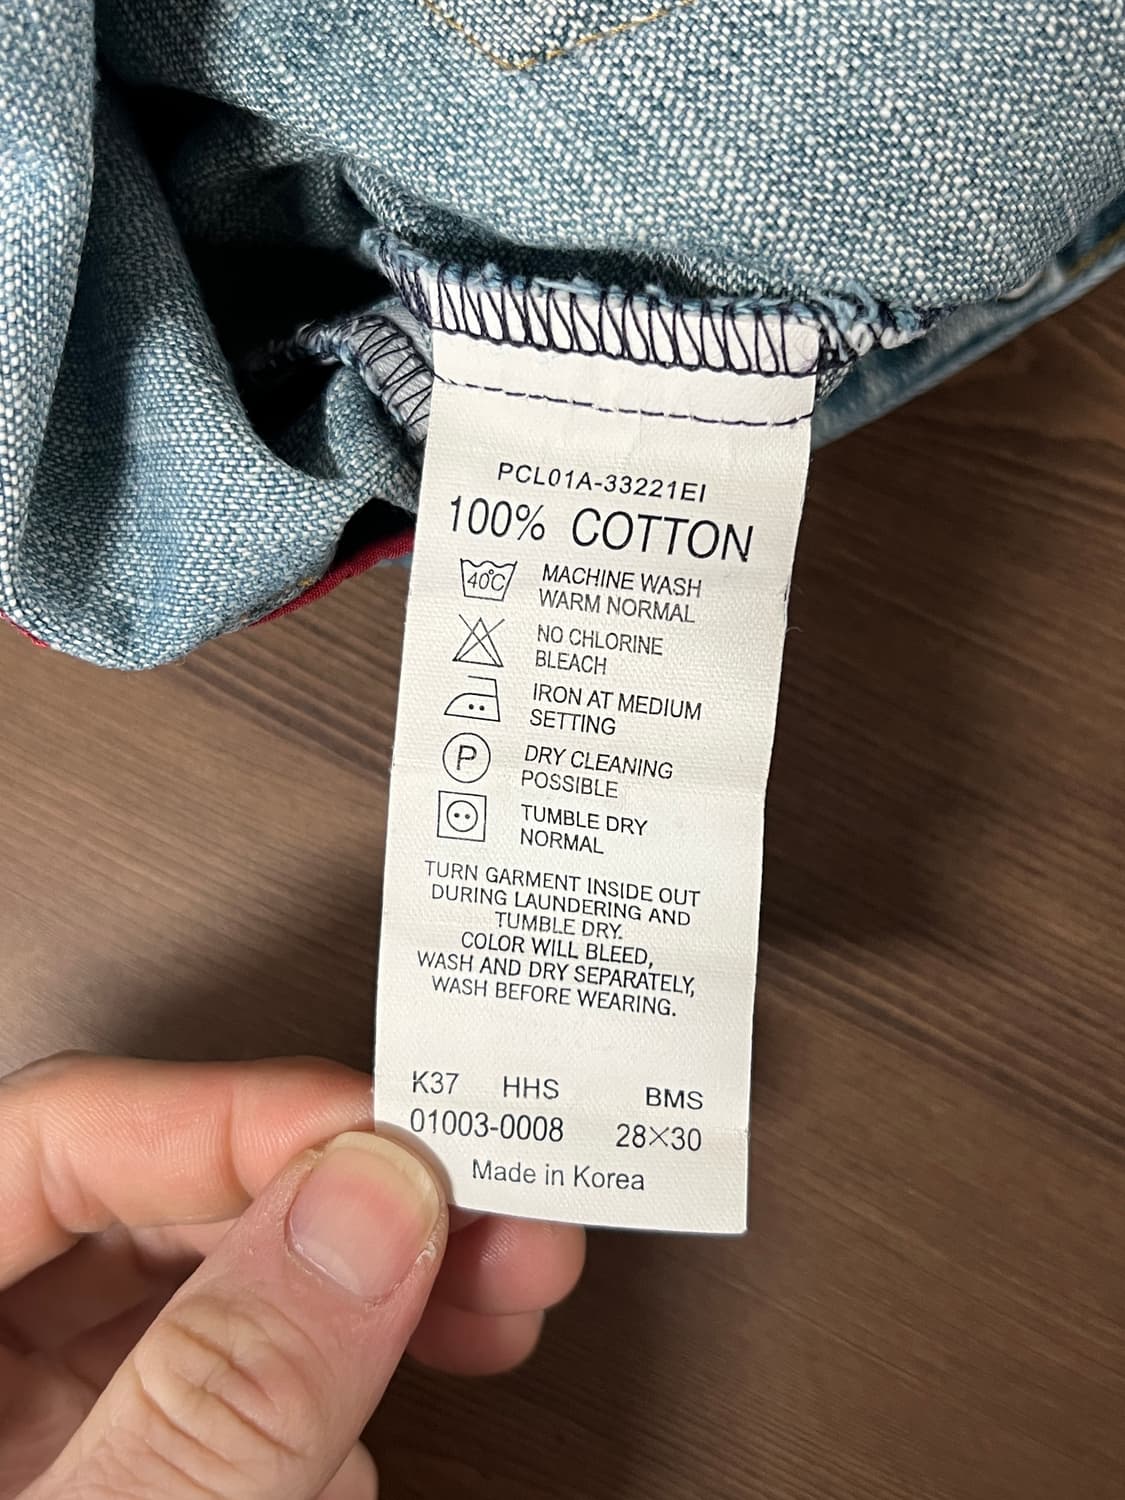 PCL01A-33221EI
100% COTTON
40°C MACHINE WASH
WARM NORMAL
NO CHLORINE
BLEACH
IRON AT MEDIUM
SETTING
P DRY CLEANING
POSSIBLE
TUMBLE DRY
NORMAL
TURN GARMENT INSIDE OUT
DURING LAUNDERING AND
TUMBLE DRY.
COLOR WILL BLEED,
WASH AND DRY SEPARATELY,
WASH BEFORE WEARING.
K37 HHS BMS
01003-0008 28×30
Made in Korea